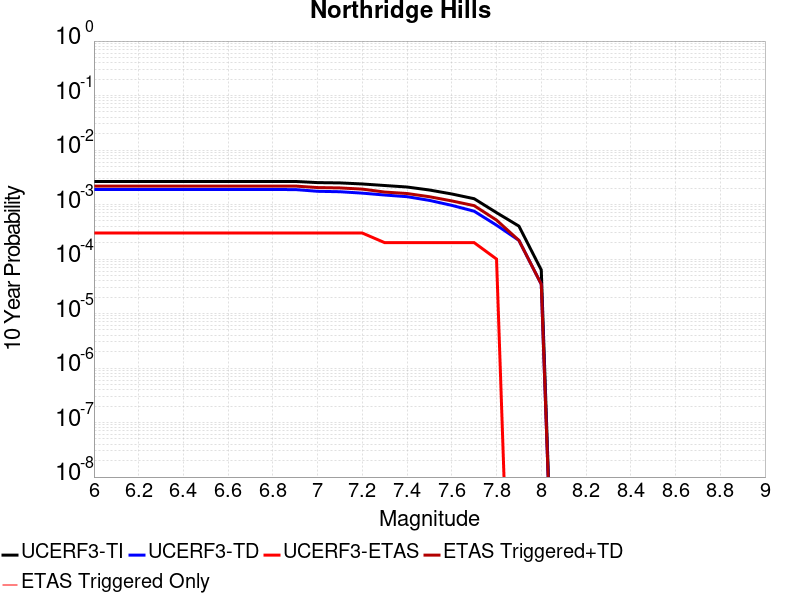 Northridge Hills
10 Year Probability
10^0
10^-1
10^-2
10^-3
10^-4
10^-5
10^-6
10^-7
10^-8
6 6.2 6.4 6.6 6.8 7 7.2 7.4 7.6 7.8 8 8.2 8.4 8.6 8.8 9
Magnitude
UCERF3-TI UCERF3-TD UCERF3-ETAS ETAS Triggered+TD
ETAS Triggered Only